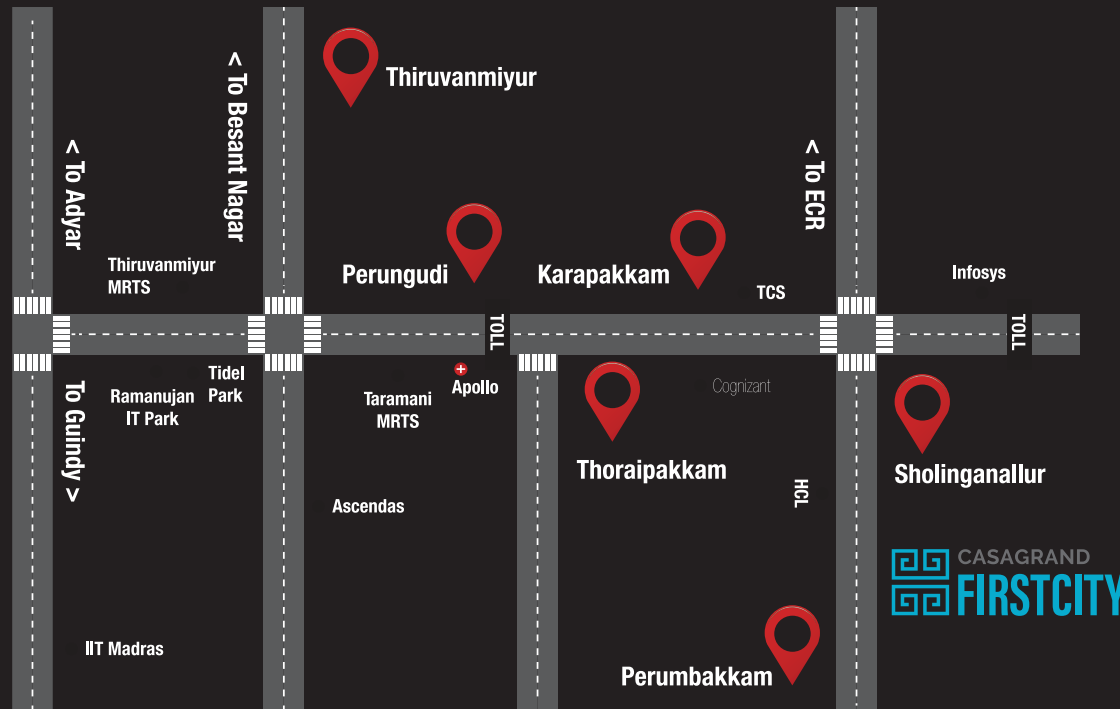 Thiruvanmiyur
< To Besant Nagar
< To Adyar
< To ECR
Thiruvanmiyur
MRTS
Perungudi
Karapakkam
TCS
Infosys
TOLL
TOLL
To Guindy >
Ramanujan
IT Park
Tidel
Park
Taramani
MRTS
Apollo
Cognizant
Thoraipakkam
Sholinganallur
HCL
Ascendas
CASAGRAND
FIRSTCITY
IIT Madras
Perumbakkam